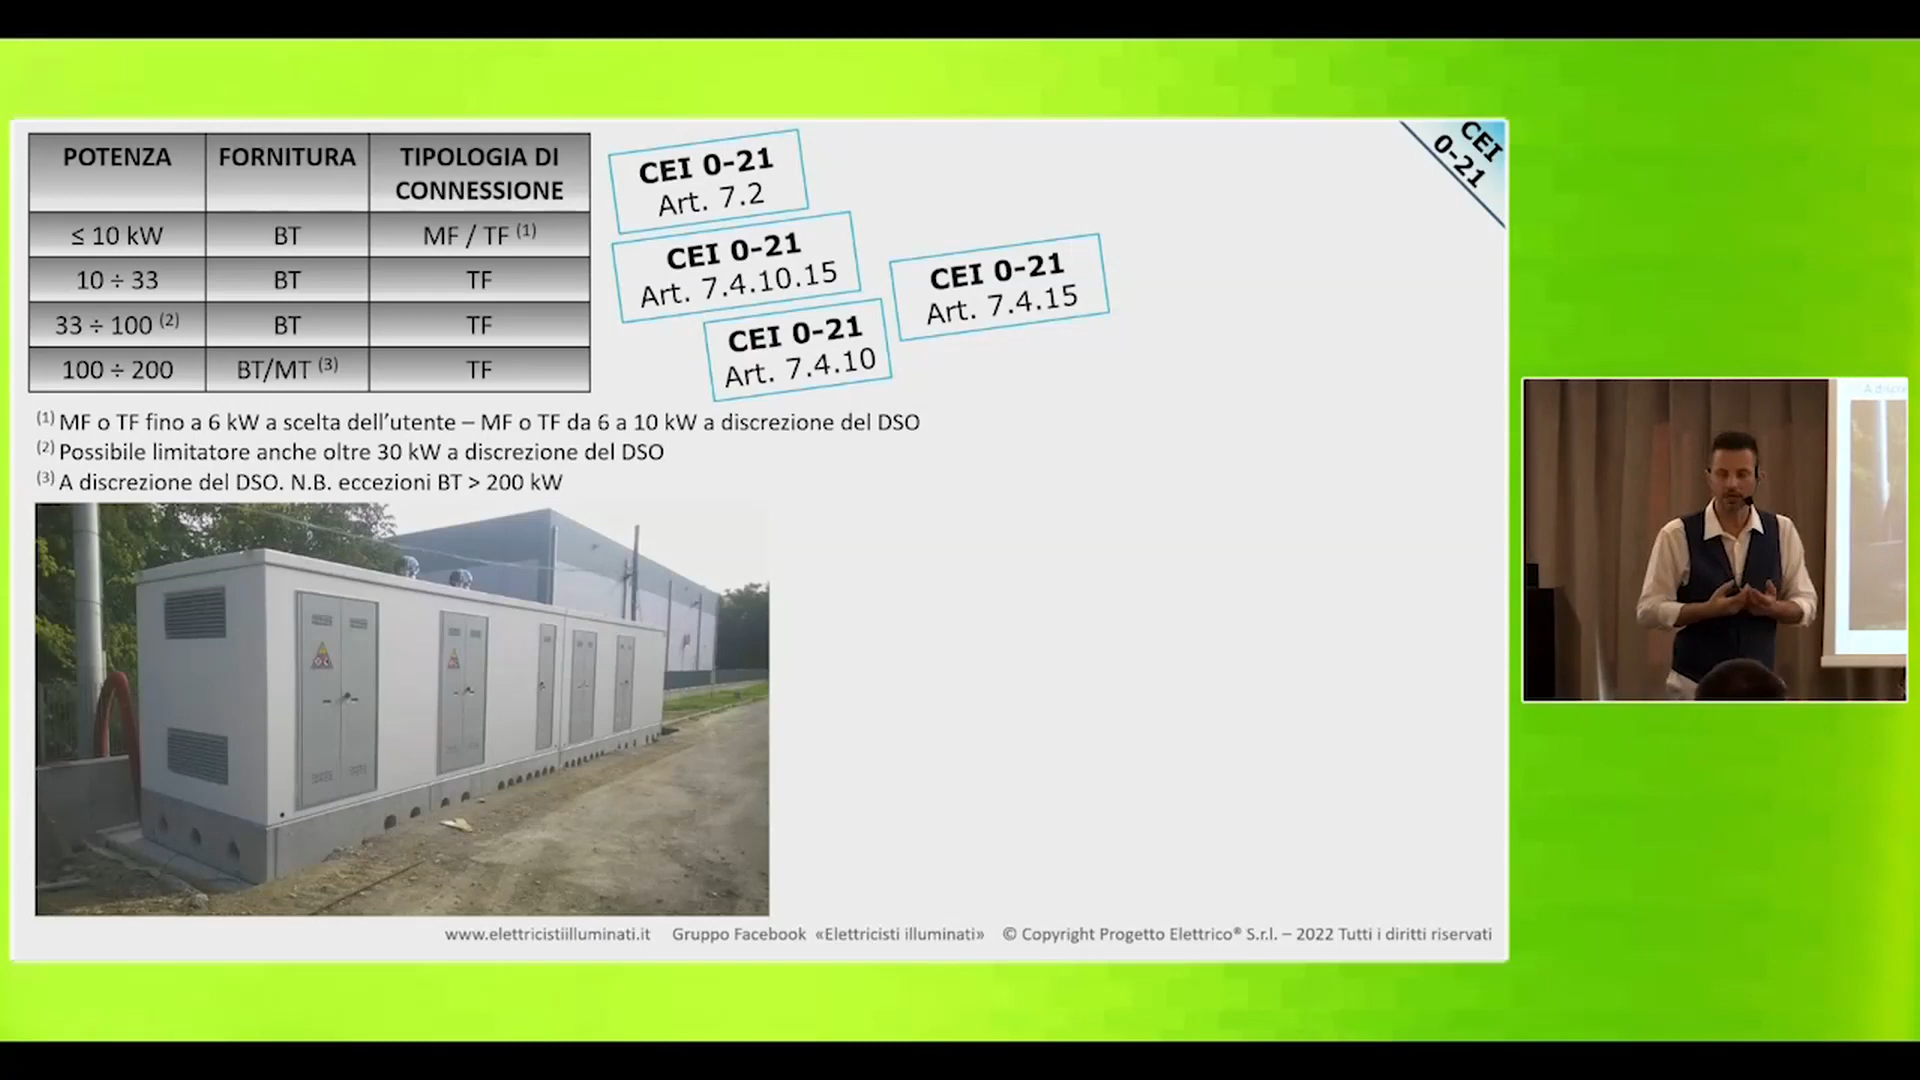 POTENZA FORNITURA TIPOLOGIA DI
CONNESSIONE
≤ 10 kW BT MF / TF (1)
10 ÷ 33 BT TF
33 ÷ 100 (2) BT TF
100 ÷ 200 BT/MT (3) TF
CEI 0-21
Art. 7.2
CEI 0-21
Art. 7.4.10.15
CEI 0-21
Art. 7.4.15
CEI 0-21
Art. 7.4.10
CEI
0-21
(1) MF o TF fino a 6 kW a scelta dell’utente – MF o TF da 6 a 10 kW a discrezione del DSO
(2) Possibile limitatore anche oltre 30 kW a discrezione del DSO
(3) A discrezione del DSO. N.B. eccezioni BT > 200 kW
www.elettricistiilluminati.it Gruppo Facebook «Elettricisti illuminati» © Copyright Progetto Elettrico® S.r.l. – 2022 Tutti i diritti riservati